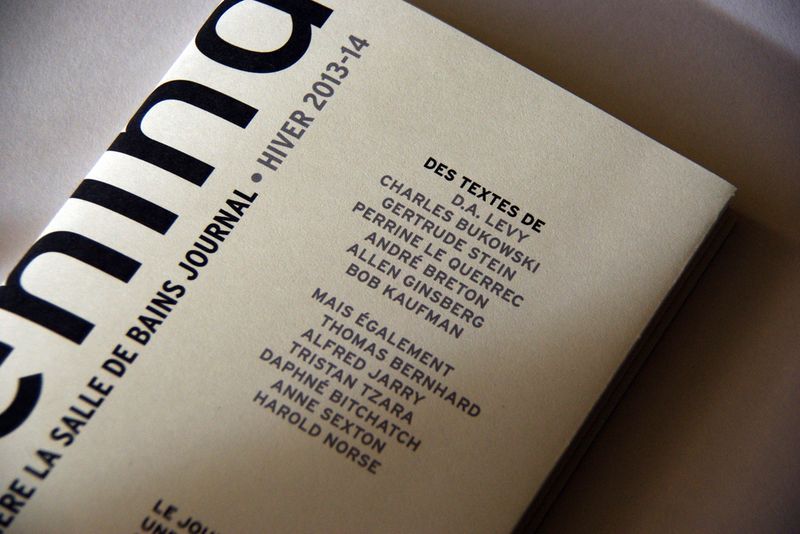 enina
ERE LA SALLE DE BAINS JOURNAL • HIVER 2013-14
DES TEXTES DE
D.A. LEVY
CHARLES BUKOWSKI
GERTRUDE STEIN
PERRINE LE QUERREC
ANDRÉ BRETON
ALLEN GINSBERG
BOB KAUFMAN
MAIS ÉGALEMENT
THOMAS BERNHARD
ALFRED JARRY
TRISTAN TZARA
DAPHNÉ BITCHATCH
ANNE SEXTON
HAROLD NORSE
LE JOU
UNE